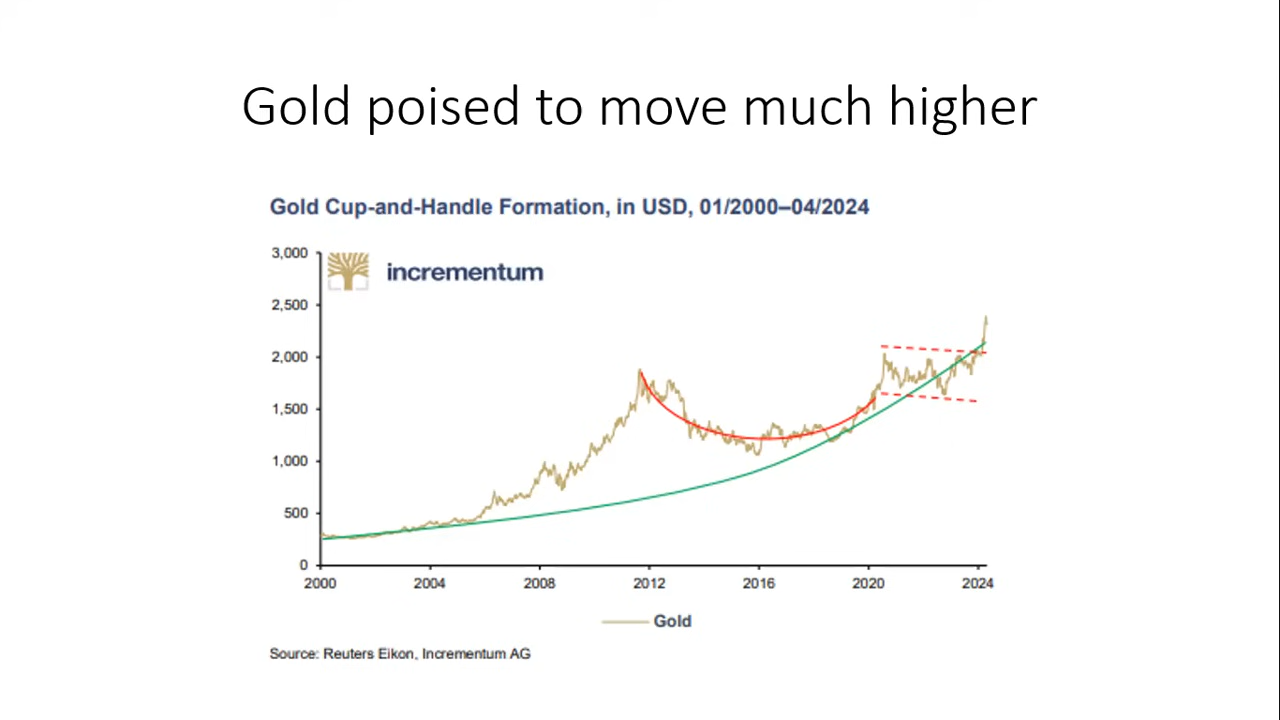 Gold poised to move much higher
Gold Cup-and-Handle Formation, in USD, 01/2000–04/2024
3,000
incrementum
2,500
2,000
1,500
1,000
500
0
2000 2004 2008 2012 2016 2020 2024
Gold
Source: Reuters Eikon, Incrementum AG